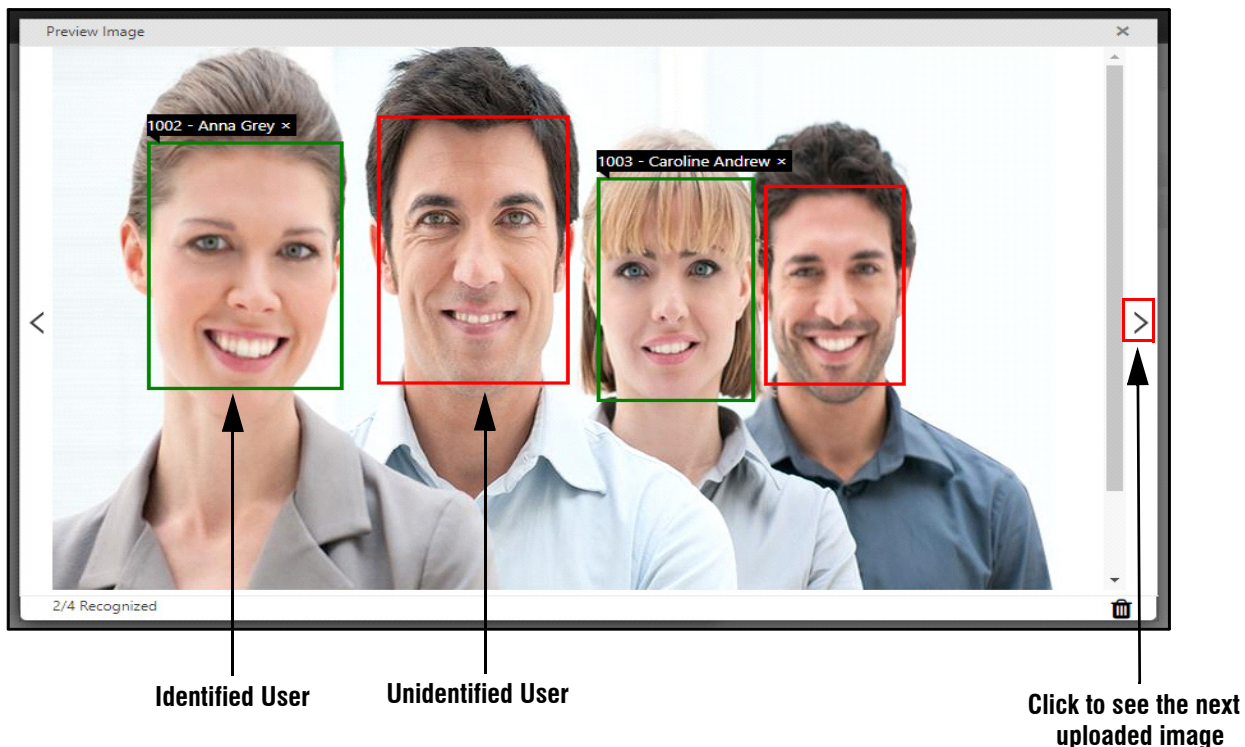 Preview Image ×
1002 - Anna Grey ×
1003 - Caroline Andrew ×
2/4 Recognized
Identified User
Unidentified User
Click to see the next
uploaded image